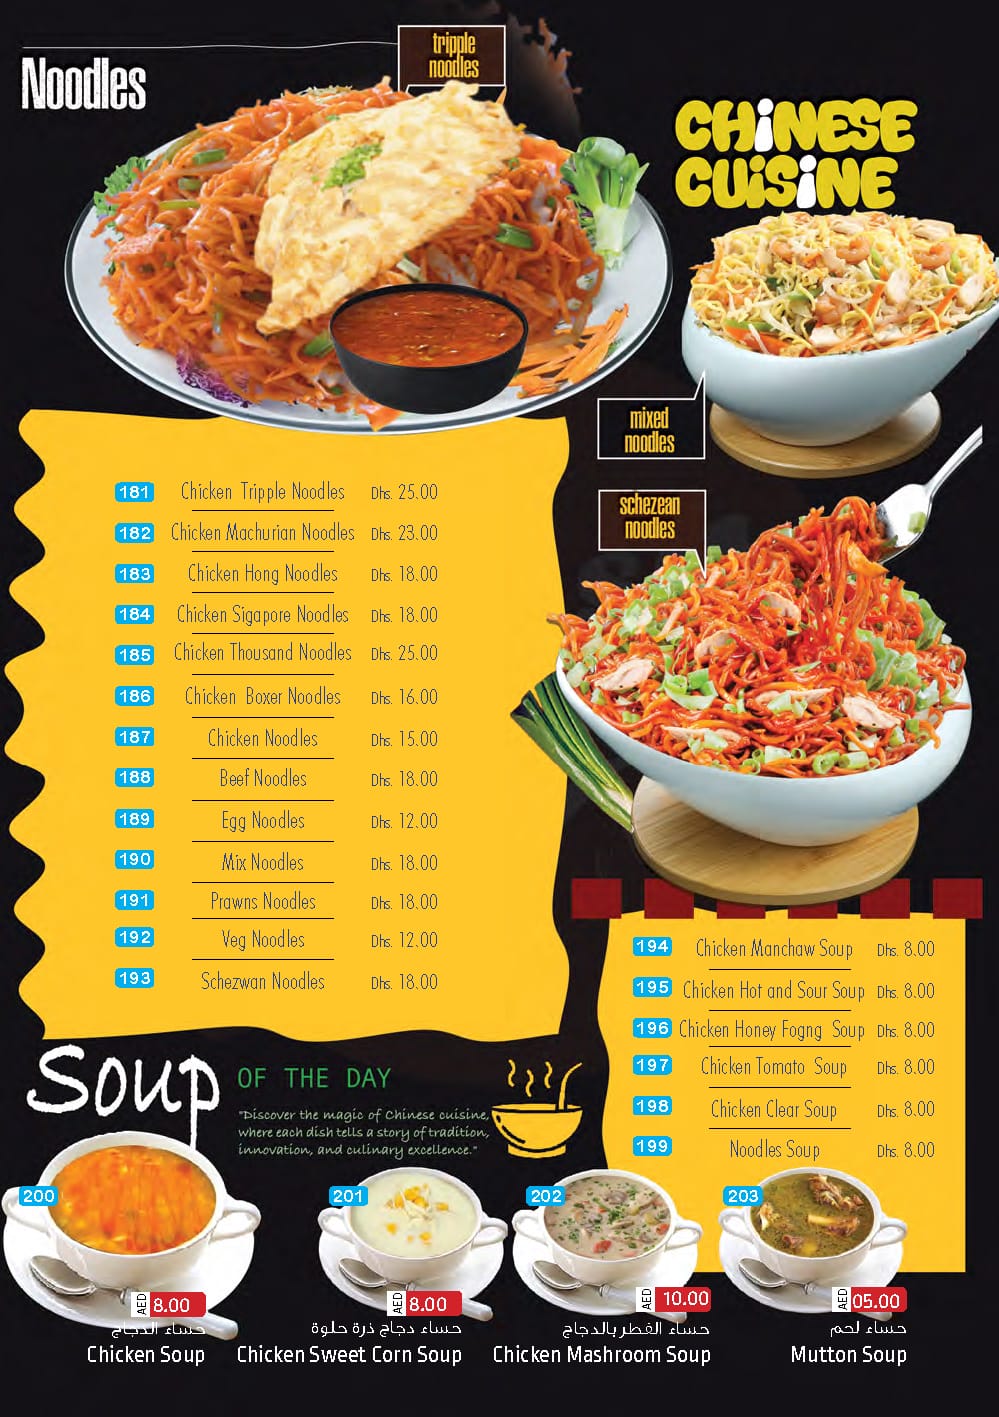 Noodles
tripple
noodles
CHiNESE
CUiSiNE
mixed
noodles
schezean
noodles
181 Chicken Tripple Noodles Dhs. 25.00
182 Chicken Machurian Noodles Dhs. 23.00
183 Chicken Hong Noodles Dhs. 18.00
184 Chicken Sigapore Noodles Dhs. 18.00
185 Chicken Thousand Noodles Dhs. 25.00
186 Chicken Boxer Noodles Dhs. 16.00
187 Chicken Noodles Dhs. 15.00
188 Beef Noodles Dhs. 18.00
189 Egg Noodles Dhs. 12.00
190 Mix Noodles Dhs. 18.00
191 Prawns Noodles Dhs. 18.00
192 Veg Noodles Dhs. 12.00
193 Schezwan Noodles Dhs. 18.00
194 Chicken Manchaw Soup Dhs. 8.00
195 Chicken Hot and Sour Soup Dhs. 8.00
196 Chicken Honey Fogng Soup Dhs. 8.00
197 Chicken Tomato Soup Dhs. 8.00
198 Chicken Clear Soup Dhs. 8.00
199 Noodles Soup Dhs. 8.00
Soup OF THE DAY
"Discover the magic of Chinese cuisine,
where each dish tells a story of tradition,
innovation, and culinary excellence."
200
AED 8.00
حساء الدجاج
Chicken Soup
201
AED 8.00
حساء دجاج ذرة حلوة
Chicken Sweet Corn Soup
202
AED 10.00
حساء الفطر بالدجاج
Chicken Mashroom Soup
203
AED 05.00
حساء لحم
Mutton Soup